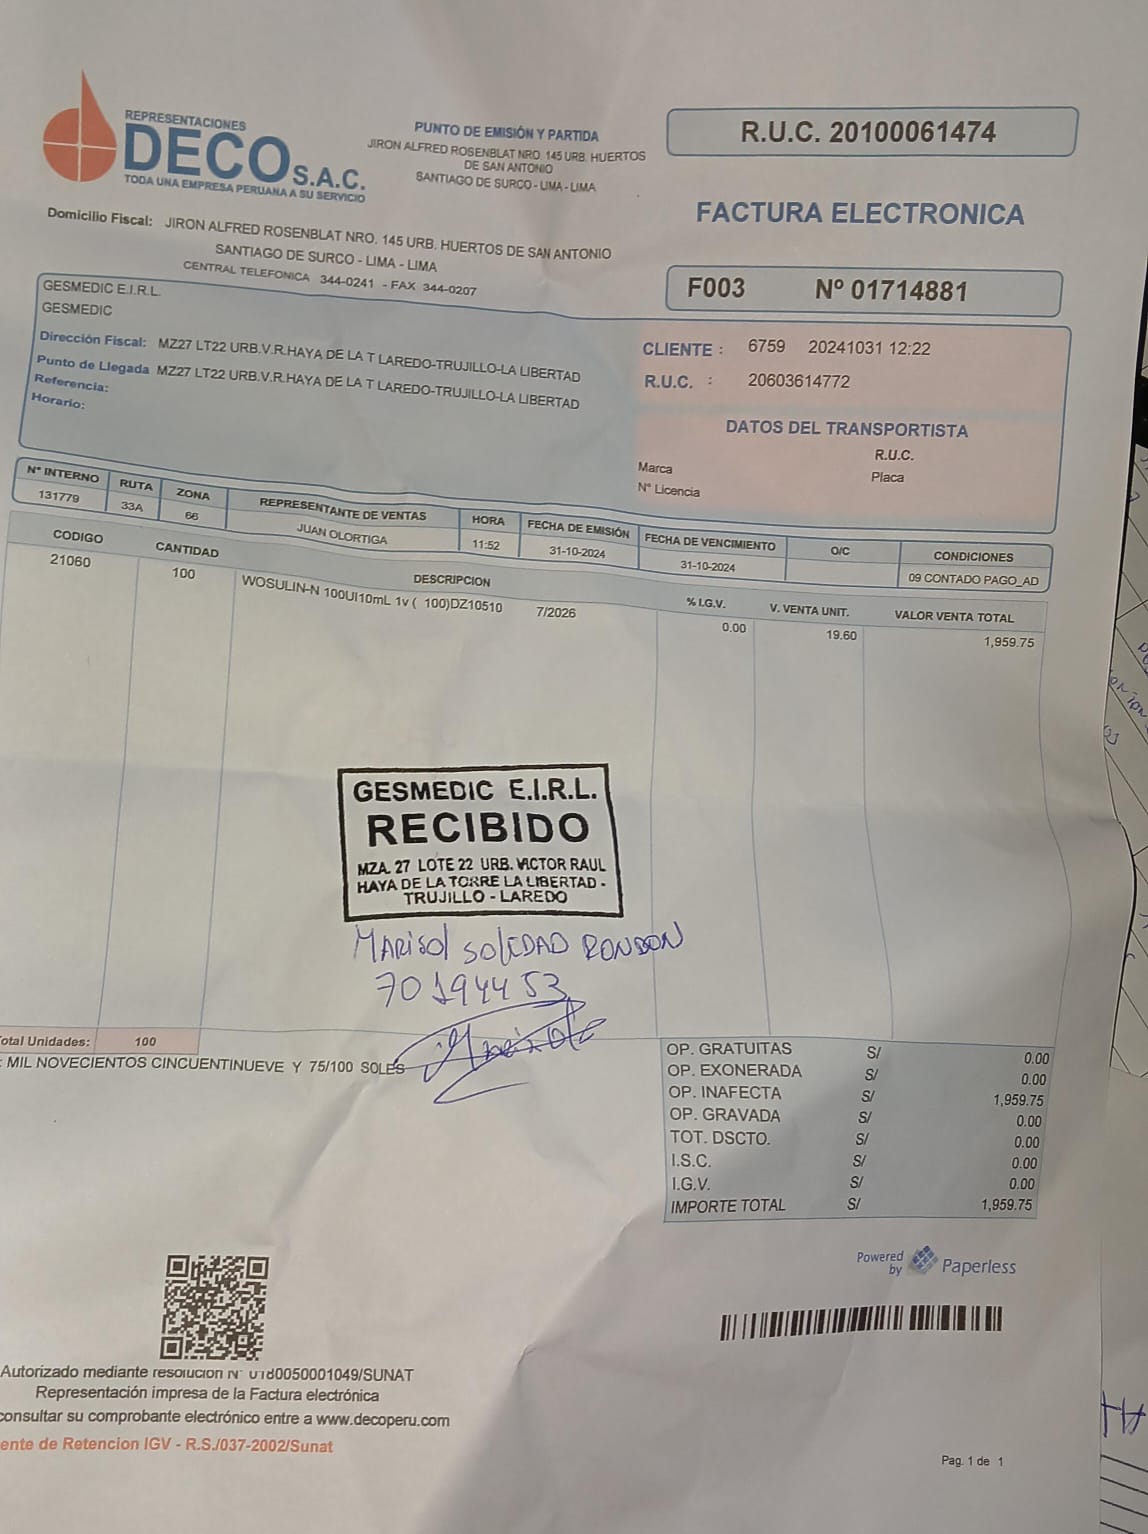 REPRESENTACIONES
DECO S.A.C.
TODA UNA EMPRESA PERUANA A SU SERVICIO
PUNTO DE EMISIÓN Y PARTIDA
JIRON ALFRED ROSENBLAT NRO. 145 URB. HUERTOS
DE SAN ANTONIO
SANTIAGO DE SURCO - LIMA - LIMA
R.U.C. 20100061474
FACTURA ELECTRONICA
F003 Nº 01714881
Domicilio Fiscal: JIRON ALFRED ROSENBLAT NRO. 145 URB. HUERTOS DE SAN ANTONIO
SANTIAGO DE SURCO - LIMA - LIMA
CENTRAL TELEFONICA 344-0241 - FAX 344-0207
GESMEDIC E.I.R.L.
GESMEDIC
Dirección Fiscal: MZ27 LT22 URB.V.R.HAYA DE LA T LAREDO-TRUJILLO-LA LIBERTAD
Punto de Llegada MZ27 LT22 URB.V.R.HAYA DE LA T LAREDO-TRUJILLO-LA LIBERTAD
Referencia:
Horario:
CLIENTE : 6759 20241031 12:22
R.U.C. : 20603614772
DATOS DEL TRANSPORTISTA
R.U.C.
Marca Placa
N° Licencia
N° INTERNO RUTA ZONA REPRESENTANTE DE VENTAS HORA FECHA DE EMISIÓN FECHA DE VENCIMIENTO O/C CONDICIONES
131779 33A 66 JUAN OLORTIGA 11:52 31-10-2024 31-10-2024 09 CONTADO PAGO_AD
CODIGO CANTIDAD DESCRIPCION % I.G.V. V. VENTA UNIT. VALOR VENTA TOTAL
21060 100 WOSULIN-N 100UI10mL 1v ( 100)DZ10510 7/2026 0.00 19.60 1,959.75
GESMEDIC E.I.R.L.
RECIBIDO
MZA. 27 LOTE 22 URB. VICTOR RAUL
HAYA DE LA TORRE LA LIBERTAD -
TRUJILLO - LAREDO
MARISOL SOLEDAD RONDON
70194453
otal Unidades: 100
: MIL NOVECIENTOS CINCUENTINUEVE Y 75/100 SOLES
OP. GRATUITAS S/ 0.00
OP. EXONERADA S/ 0.00
OP. INAFECTA S/ 1,959.75
OP. GRAVADA S/ 0.00
TOT. DSCTO. S/ 0.00
I.S.C. S/ 0.00
I.G.V. S/ 0.00
IMPORTE TOTAL S/ 1,959.75
Powered by Paperless
Autorizado mediante resolución N° 0180050001049/SUNAT
Representación impresa de la Factura electrónica
consultar su comprobante electrónico entre a www.decoperu.com
ente de Retencion IGV - R.S./037-2002/Sunat
Pag. 1 de 1